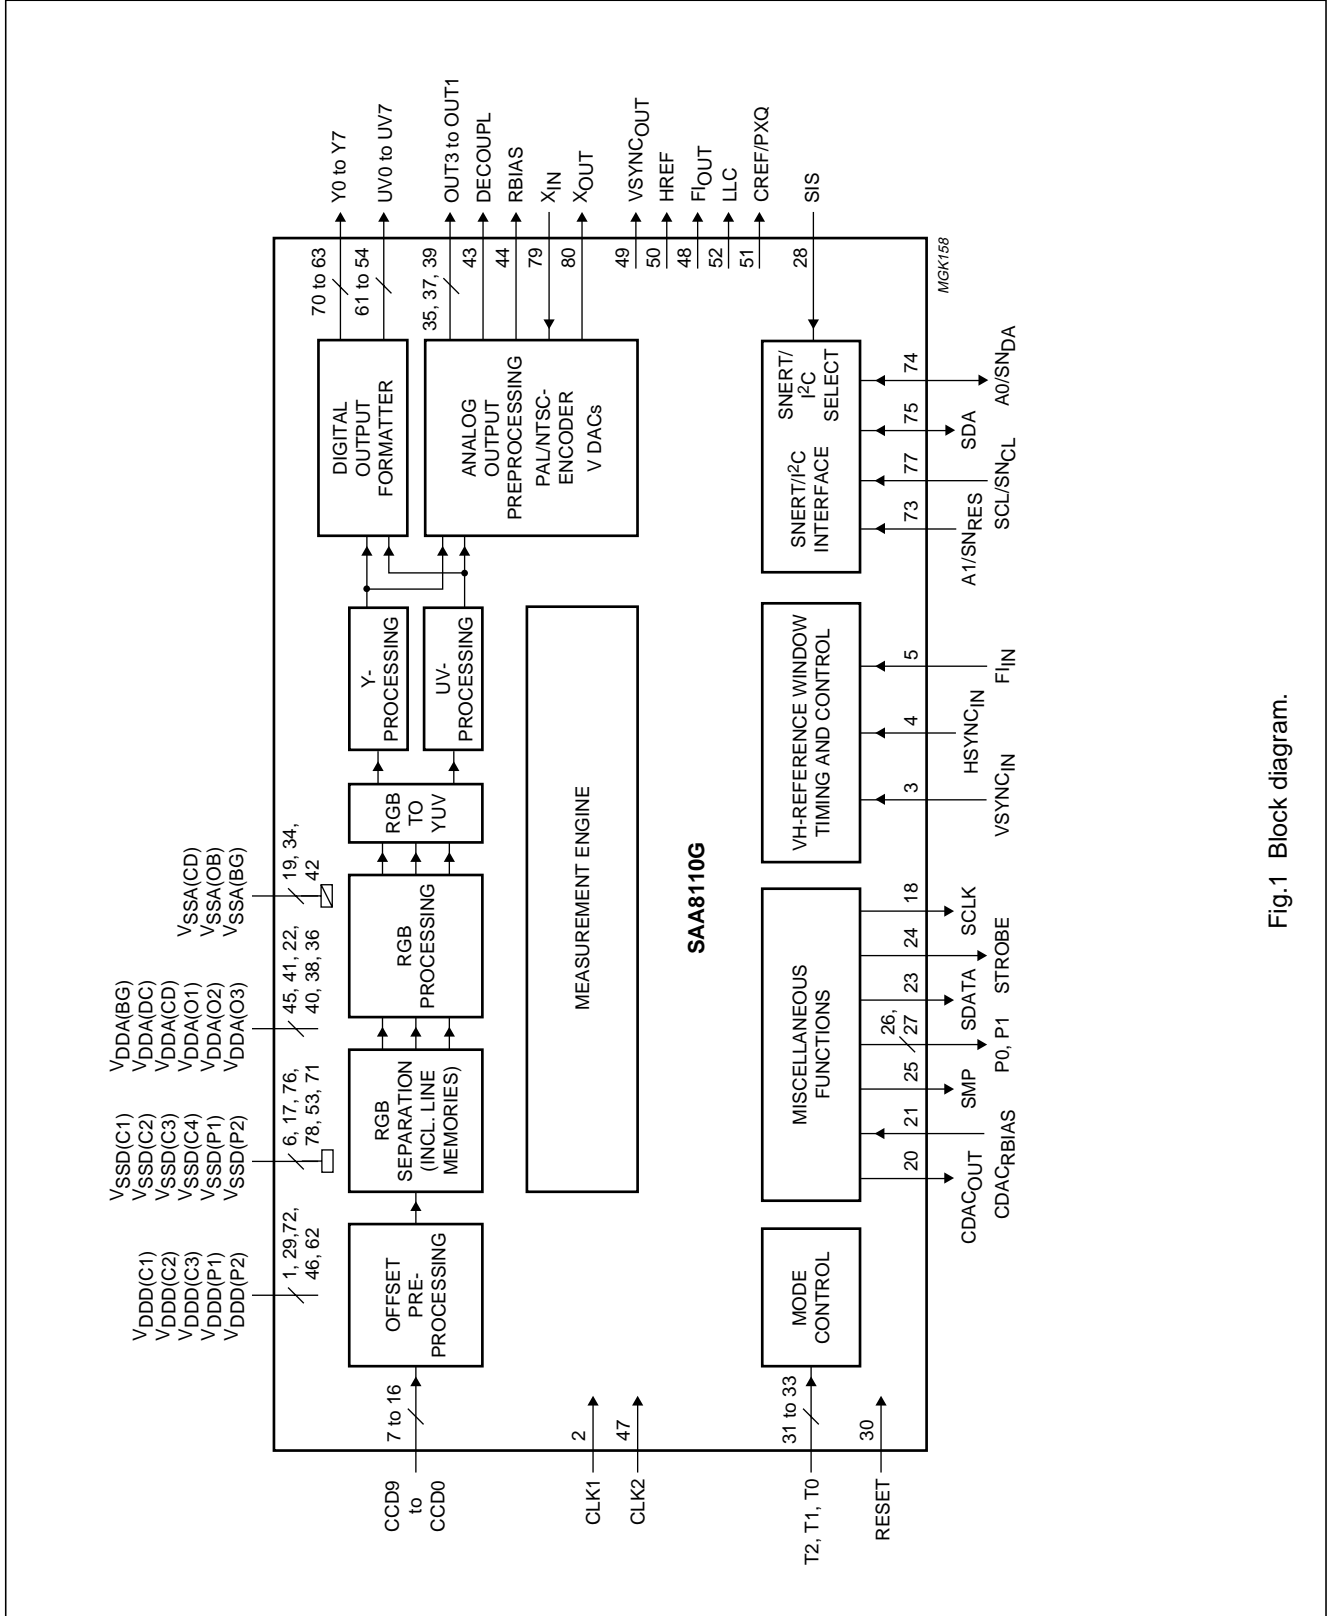 VDDD(C1)
VDDD(C2)
VDDD(C3)
VDDD(P1)
VDDD(P2)
1, 29,72,
46, 62
VSSD(C1)
VSSD(C2)
VSSD(C3)
VSSD(C4)
VSSD(P1)
VSSD(P2)
6, 17, 76,
78, 53, 71
VDDA(BG)
VDDA(DC)
VDDA(CD)
VDDA(O1)
VDDA(O2)
VDDA(O3)
45, 41, 22,
40, 38, 36
VSSA(CD)
VSSA(OB)
VSSA(BG)
19, 34,
42
CCD9
to
CCD0
7 to 16
OFFSET
PRE-
PROCESSING
RGB
SEPARATION
(INCL. LINE
MEMORIES)
RGB
PROCESSING
RGB
TO
YUV
Y-
PROCESSING
UV-
PROCESSING
DIGITAL
OUTPUT
FORMATTER
70 to 63
Y0 to Y7
61 to 54
UV0 to UV7
ANALOG
OUTPUT
PREPROCESSING
PAL/NTSC-
ENCODER
V DACs
35, 37, 39
OUT3 to OUT1
43
DECOUPL
44
RBIAS
79
XIN
80
XOUT
CLK1
2
CLK2
47
MEASUREMENT ENGINE
49
VSYNCOUT
50
HREF
48
FIOUT
52
LLC
51
CREF/PXQ
SAA8110G
T2, T1, T0
31 to 33
RESET
30
MODE
CONTROL
MISCELLANEOUS
FUNCTIONS
VH-REFERENCE WINDOW
TIMING AND CONTROL
SNERT/I2C
INTERFACE
SNERT/
I2C
SELECT
28
SIS
20
CDACOUT
21
CDACRBIAS
25
SMP
26,
27
P0, P1
23
SDATA
24
STROBE
18
SCLK
3
VSYNCIN
4
HSYNCIN
5
FIIN
73
A1/SNRES
77
SCL/SNCL
75
SDA
74
A0/SNDA
MGK158
Fig.1 Block diagram.